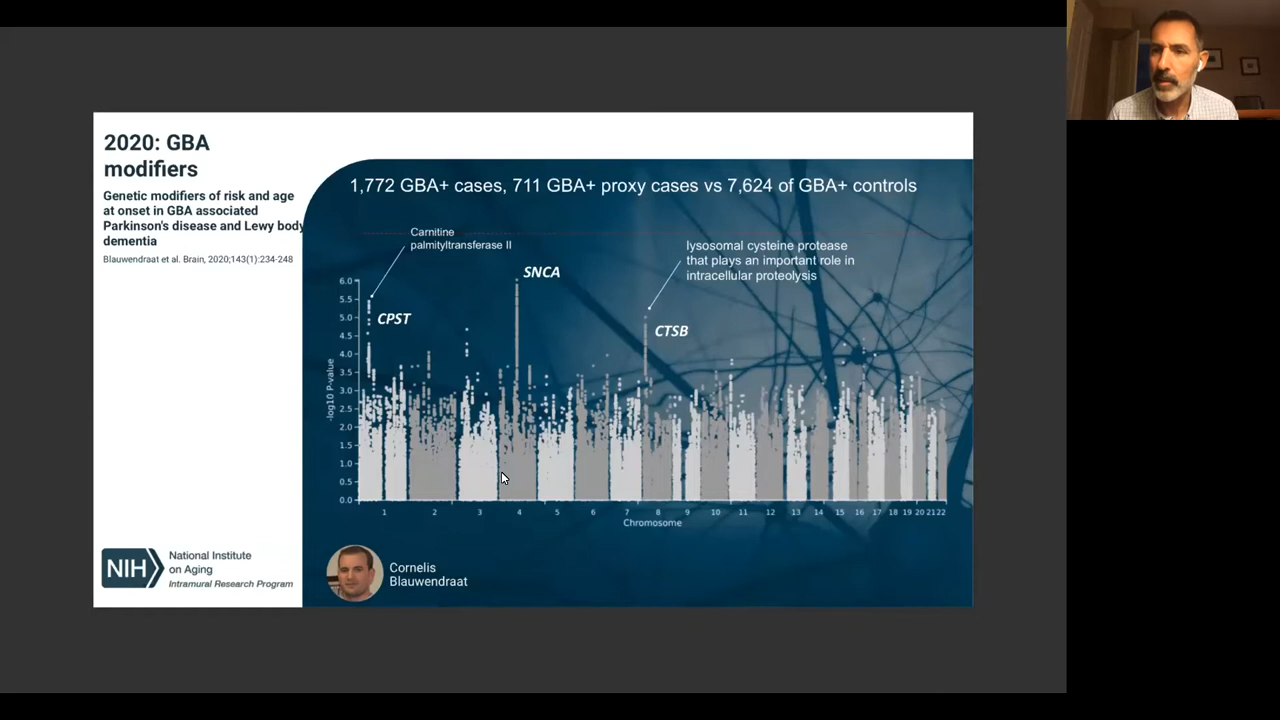 2020: GBA
modifiers
Genetic modifiers of risk and age
at onset in GBA associated
Parkinson's disease and Lewy body
dementia
Blauwendraat et al. Brain, 2020;143(1):234-248
1,772 GBA+ cases, 711 GBA+ proxy cases vs 7,624 of GBA+ controls
Carnitine
palmityltransferase II
lysosomal cysteine protease
that plays an important role in
intracellular proteolysis
SNCA
CPST
CTSB
-log10 P-value
6.0
5.5
5.0
4.5
4.0
3.5
3.0
2.5
2.0
1.5
1.0
0.5
0.0
1 2 3 4 5 6 7 8 9 10 11 12 13 14 15 16 17 18 19 20 21 22
Chromosome
Cornelis
Blauwendraat
NIH
National Institute
on Aging
Intramural Research Program